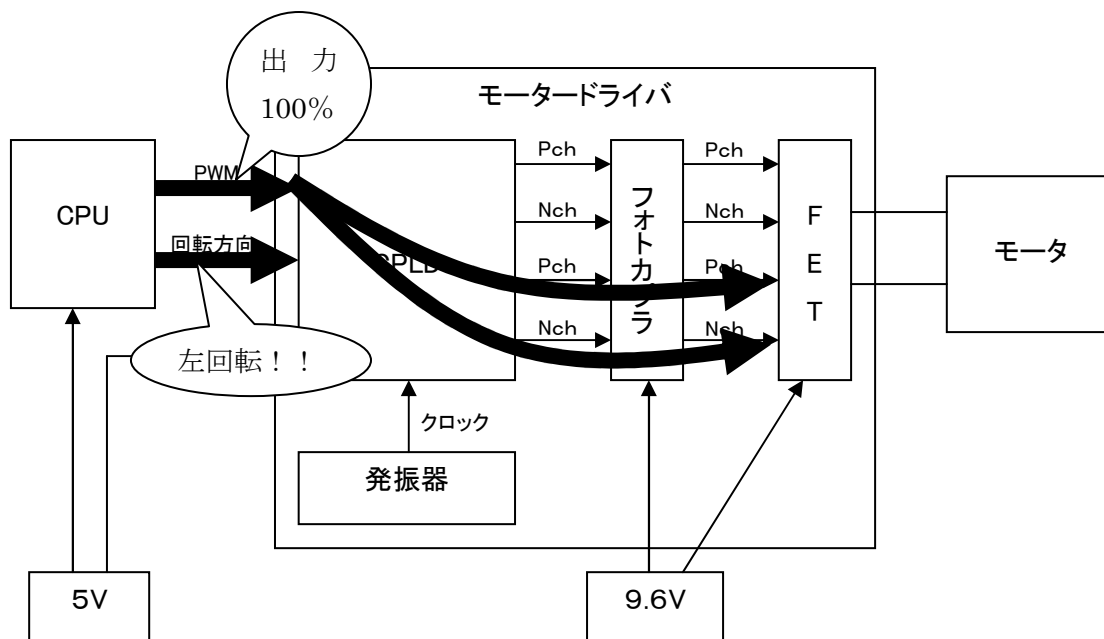 出 力
100%
モータードライバ
CPU
PWM
回転方向
左回転！！
CPLD
Pch
Nch
Pch
Nch
フォトカプラ
Pch
Nch
Pch
Nch
FET
モータ
クロック
発振器
5V
9.6V